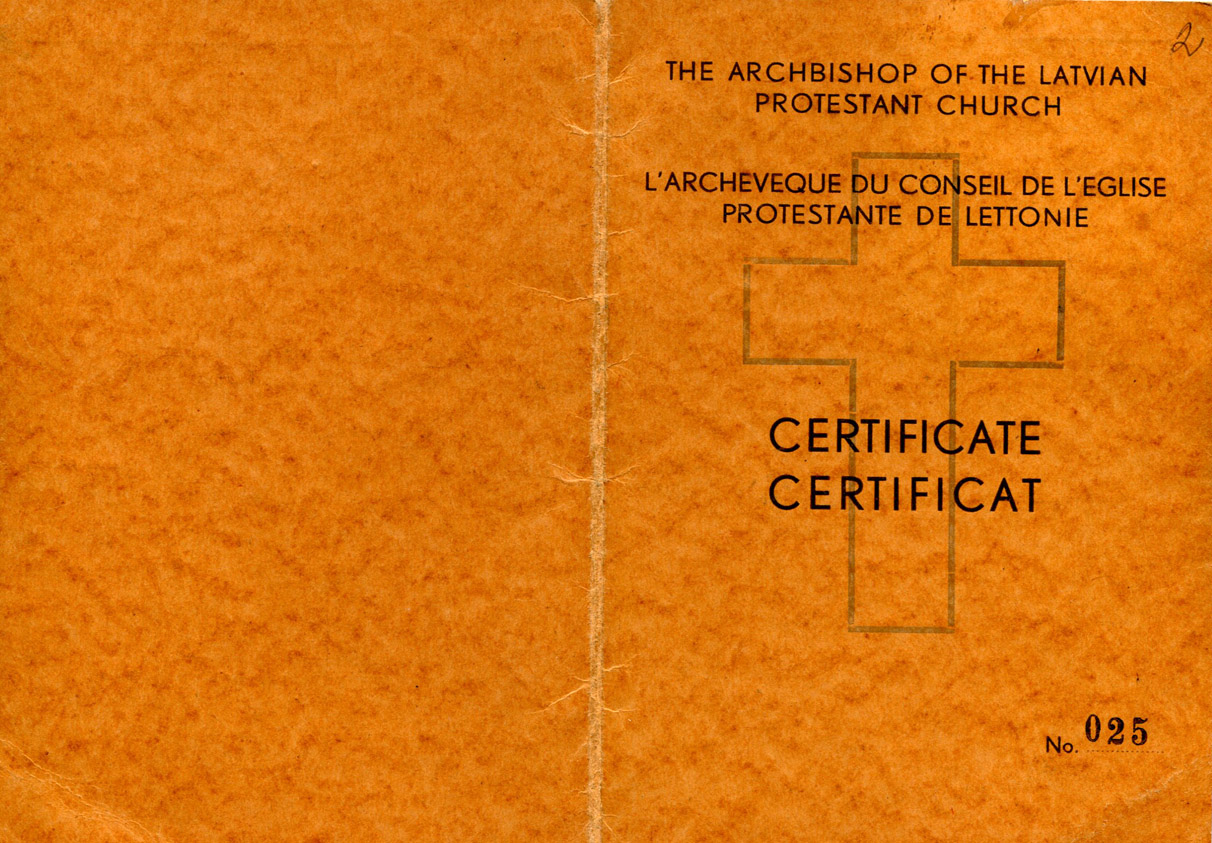 2
THE ARCHBISHOP OF THE LATVIAN
PROTESTANT CHURCH
L'ARCHEVEQUE DU CONSEIL DE L'EGLISE
PROTESTANTE DE LETTONIE
CERTIFICATE
CERTIFICAT
No. 025